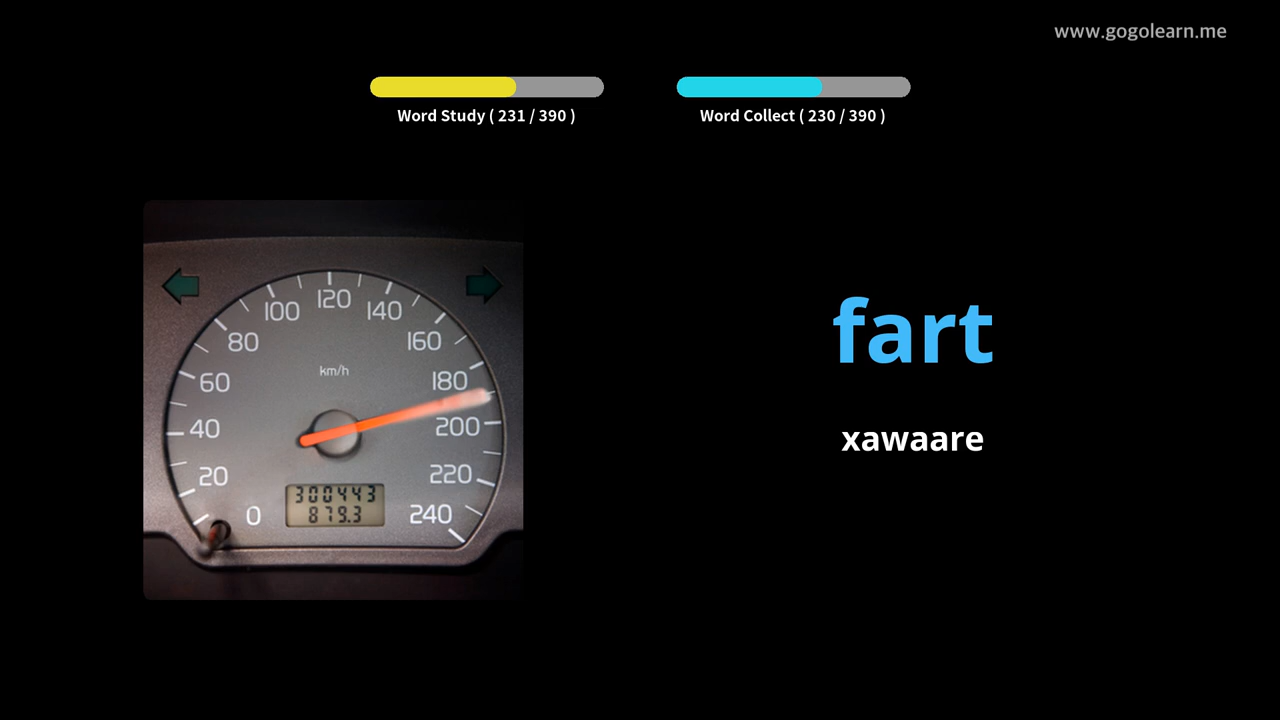 www.gogolearn.me
Word Study ( 231 / 390 )
Word Collect ( 230 / 390 )
fart
xawaare
0
20
40
60
80
100
120
140
160
180
200
220
240
km/h
300443
879.3